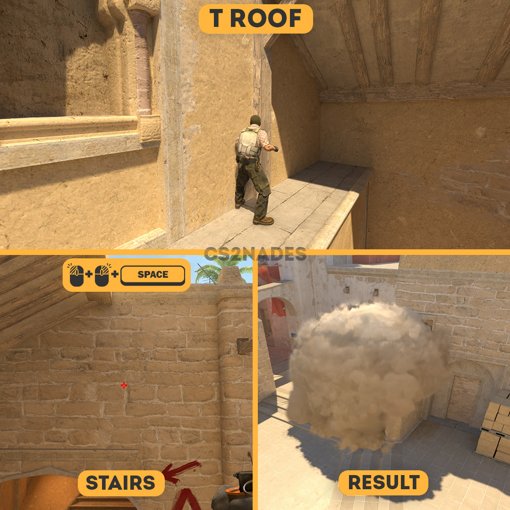 T ROOF
CS2NADES
+ + SPACE
STAIRS
RESULT